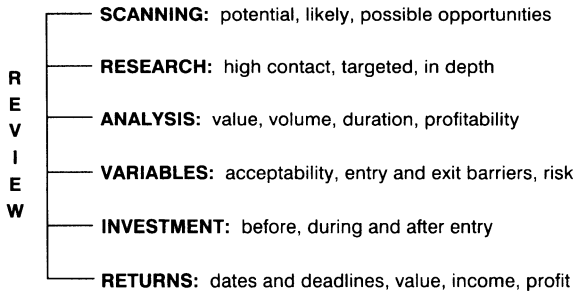 SCANNING: potential, likely, possible opportunities
RESEARCH: high contact, targeted, in depth
ANALYSIS: value, volume, duration, profitability
VARIABLES: acceptability, entry and exit barriers, risk
INVESTMENT: before, during and after entry
RETURNS: dates and deadlines, value, income, profit
REVIEW